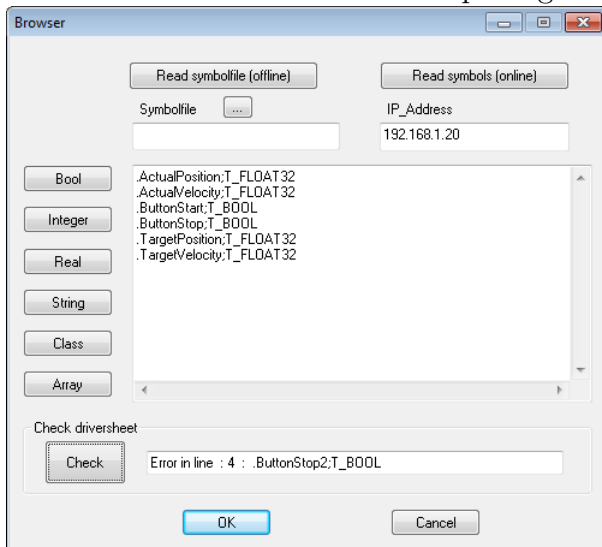 Browser
Read symbolfile (offline)
Read symbols (online)
Symbolfile
...
IP_Address
192.168.1.20
Bool
Integer
Real
String
Class
Array
.ActualPosition;T_FLOAT32
.ActualVelocity;T_FLOAT32
.ButtonStart;T_BOOL
.ButtonStop;T_BOOL
.TargetPosition;T_FLOAT32
.TargetVelocity;T_FLOAT32
Check driversheet
Check
Error in line : 4 : .ButtonStop2;T_BOOL
OK
Cancel